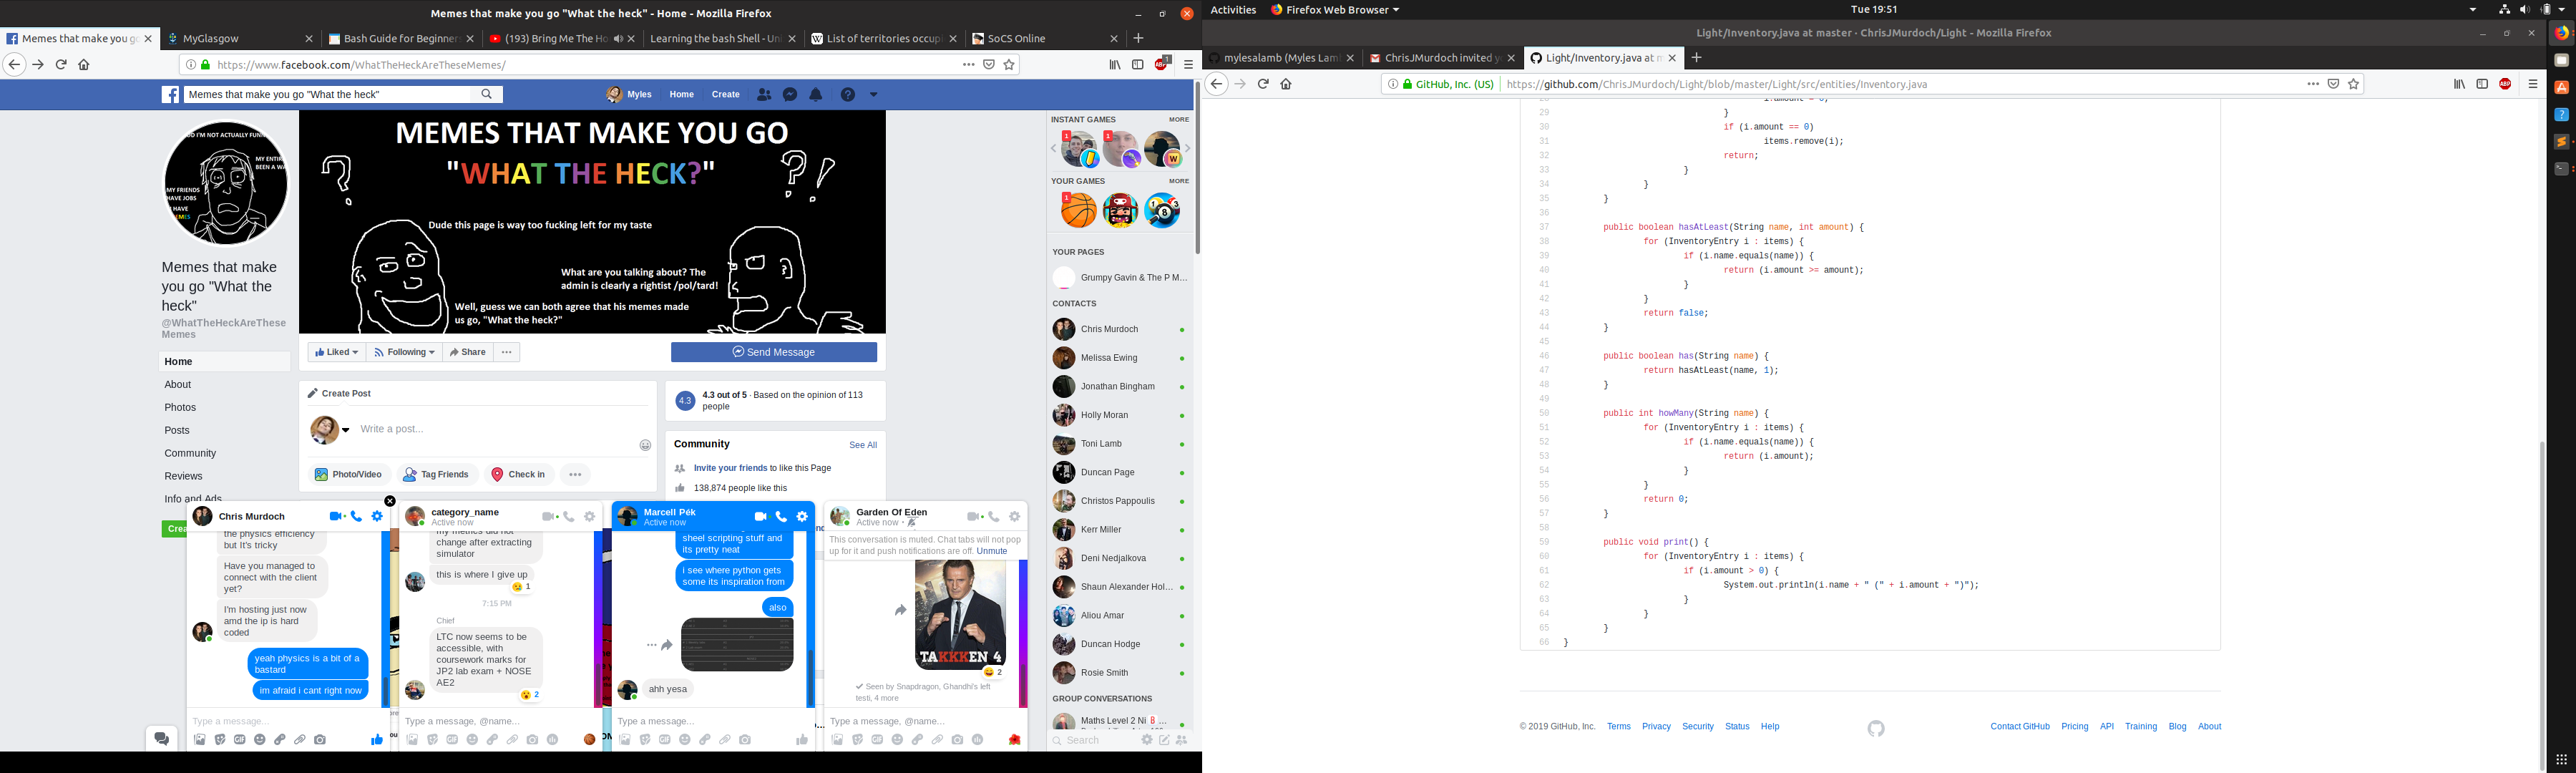 Memes that make you go "What the heck" - Home - Mozilla Firefox
Memes that make you go
MyGlasgow
Bash Guide for Beginner
(193) Bring Me The Ho
Learning the bash Shell - Un
List of territories occupi
SoCS Online
https://www.facebook.com/WhatTheHeckAreTheseMemes/
1
Memes that make you go "What the heck"
Myles
Home
Create
MY FRIENDS
HAVE JOBS
I HAVE
MEMES
Memes that make
you go "What the
heck"
@WhatTheHeckAreThese
Memes
Home
About
Photos
Posts
Community
Reviews
Info and Ads
MEMES THAT MAKE YOU GO
"WHAT THE HECK?"
Dude this page is way too fucking left for my taste
What are you talking about? The
admin is clearly a rightist /pol/tard!
Well, guess we can both agree that his memes made
us go, "What the heck?"
Liked
Following
Share
Send Message
Create Post
Write a post...
Photo/Video
Tag Friends
Check in
4.3
4.3 out of 5 · Based on the opinion of 113
people
Community
See All
Invite your friends to like this Page
138,874 people like this
INSTANT GAMES
MORE
YOUR GAMES
MORE
YOUR PAGES
Grumpy Gavin & The P M...
CONTACTS
Chris Murdoch
Melissa Ewing
Jonathan Bingham
Holly Moran
Toni Lamb
Duncan Page
Christos Pappoulis
Kerr Miller
Deni Nedjalkova
Shaun Alexander Hol...
Aliou Amar
Duncan Hodge
Rosie Smith
GROUP CONVERSATIONS
Maths Level 2 Ni B ...
Search
Chris Murdoch
the physics efficiency
but It's tricky
Have you managed to
connect with the client
yet?
I'm hosting just now
amd the ip is hard
coded
yeah physics is a bit of a
bastard
im afraid i cant right now
Type a message...
category_name
Active now
my metrics did not
change after extracting
simulator
this is where I give up
1
7:15 PM
Chief
LTC now seems to be
accessible, with
coursework marks for
JP2 lab exam + NOSE
AE2
2
Type a message, @name...
Marcell Pék
Active now
sheel scripting stuff and
its pretty neat
i see where python gets
some its inspiration from
also
ahh yesa
Type a message, @name...
Garden Of Eden
Active now ·
This conversation is muted. Chat tabs will not pop
up for it and push notifications are off. Unmute
TAKKKEN 4
2
Seen by Snapdragon, Ghandhi's left
testi, 4 more
Type a message, @name...
Activities
Firefox Web Browser
Tue 19:51
Light/Inventory.java at master · ChrisJMurdoch/Light - Mozilla Firefox
mylesalamb (Myles Laml
ChrisJMurdoch invited y
Light/Inventory.java at m
GitHub, Inc. (US)
https://github.com/ChrisJMurdoch/Light/blob/master/Light/src/entities/Inventory.java
28 i.amount = 0;
29 }
30 if (i.amount == 0)
31 items.remove(i);
32 return;
33 }
34 }
35 }
36
37 public boolean hasAtLeast(String name, int amount) {
38 for (InventoryEntry i : items) {
39 if (i.name.equals(name)) {
40 return (i.amount >= amount);
41 }
42 }
43 return false;
44 }
45
46 public boolean has(String name) {
47 return hasAtLeast(name, 1);
48 }
49
50 public int howMany(String name) {
51 for (InventoryEntry i : items) {
52 if (i.name.equals(name)) {
53 return (i.amount);
54 }
55 }
56 return 0;
57 }
58
59 public void print() {
60 for (InventoryEntry i : items) {
61 if (i.amount > 0) {
62 System.out.println(i.name + " (" + i.amount + ")");
63 }
64 }
65 }
66 }
© 2019 GitHub, Inc.
Terms
Privacy
Security
Status
Help
Contact GitHub
Pricing
API
Training
Blog
About